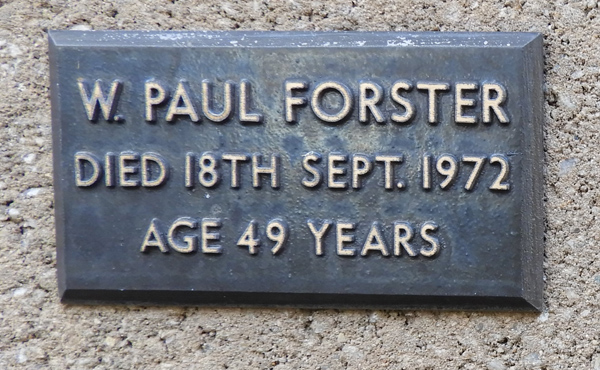 W. PAUL FORSTER
DIED 18TH SEPT. 1972
AGE 49 YEARS